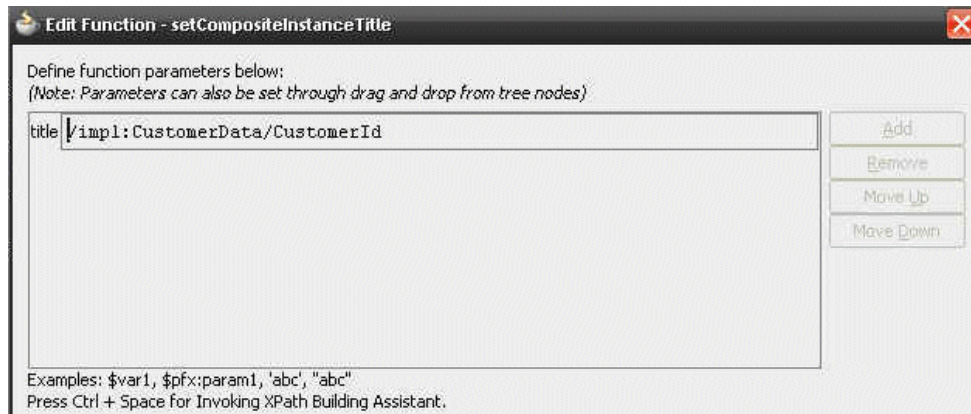 Edit Function - setCompositeInstanceTitle
Define function parameters below:
(Note: Parameters can also be set through drag and drop from tree nodes)
title /impl:CustomerData/CustomerId
Add
Remove
Move Up
Move Down
Examples: $var1, $pfx:param1, 'abc', "abc"
Press Ctrl + Space for Invoking XPath Building Assistant.